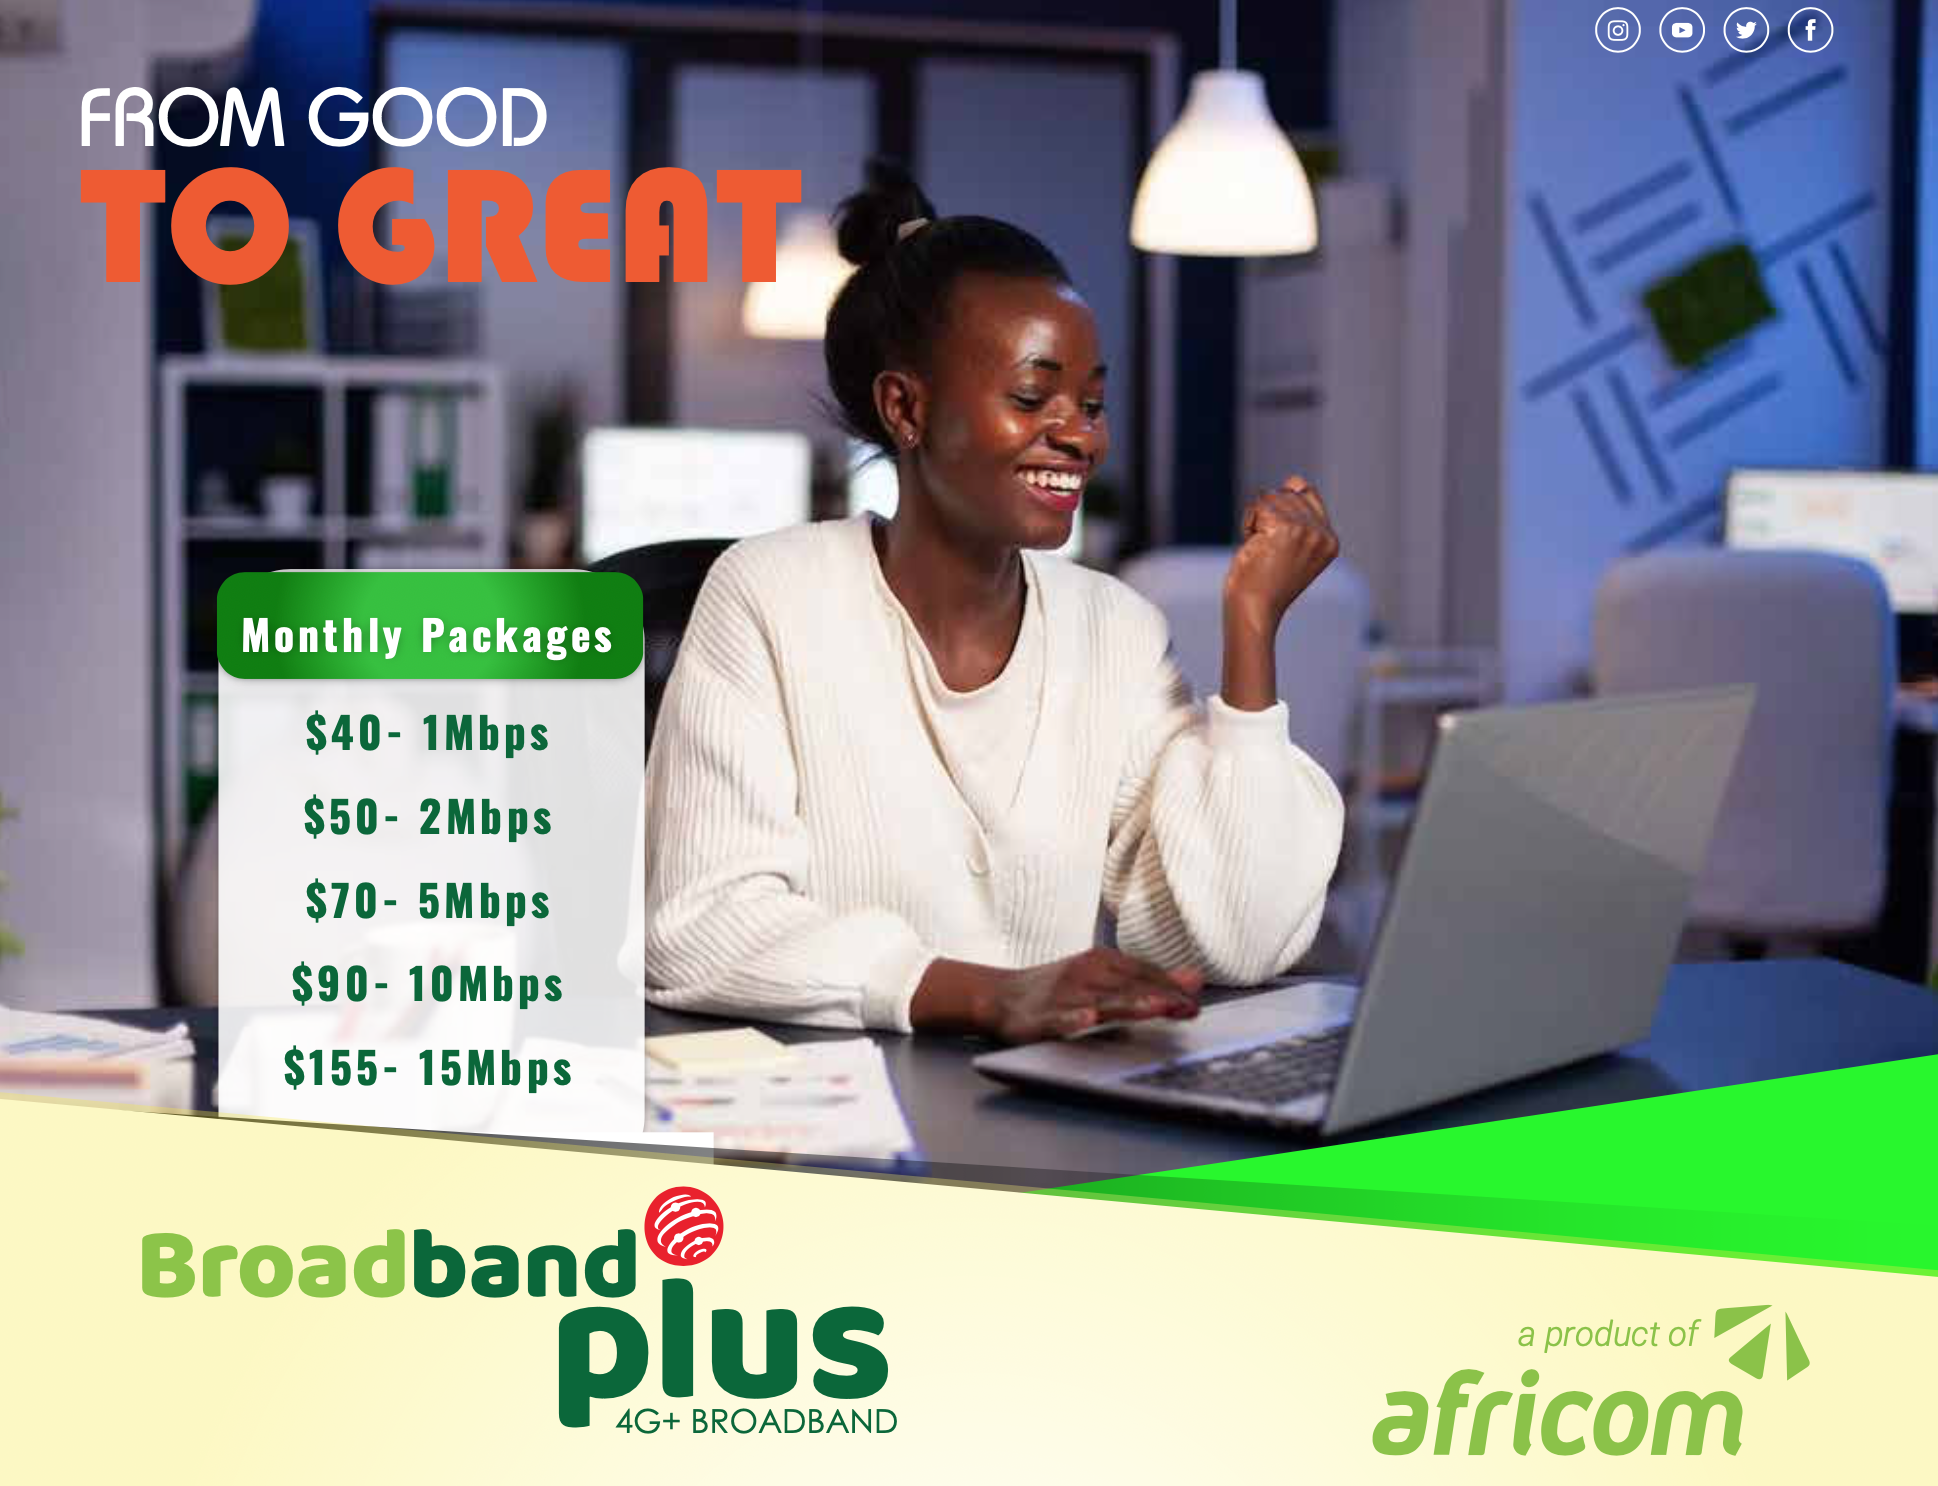 FROM GOOD
TO GREAT
Monthly Packages
$40- 1Mbps
$50- 2Mbps
$70- 5Mbps
$90- 10Mbps
$155- 15Mbps
Broadband
plus
4G+ BROADBAND
a product of
africom